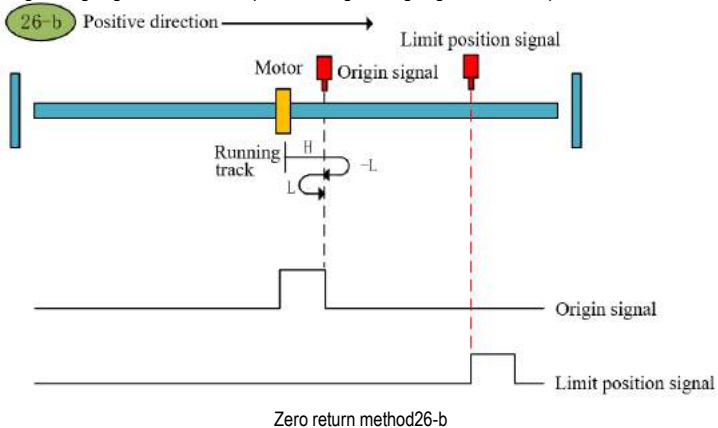 26-b
Positive direction
Limit position signal
Motor
Origin signal
Running
track
H
-L
L
Origin signal
Limit position signal
Zero return method26-b